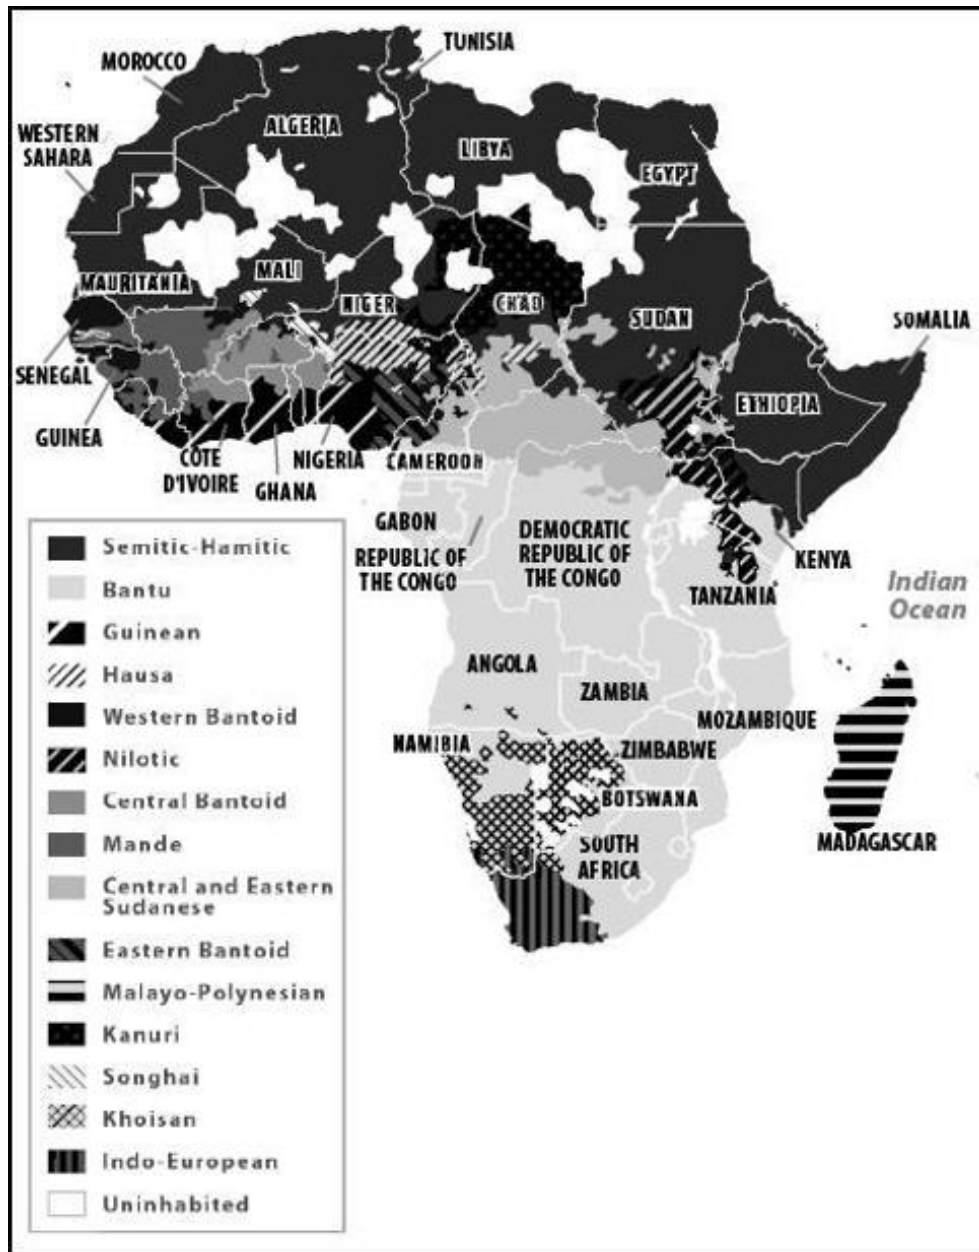 TUNISIA
MOROCCO
ALGERIA
WESTERN
SAHARA
LIBYA
EGYPT
MAURITANIA
MALI
NIGER
CHAD
SUDAN
SOMALIA
SENEGAL
ETHIOPIA
GUINEA
COTE
D'IVOIRE
GHANA
NIGERIA
CAMEROON
GABON
REPUBLIC OF
THE CONGO
DEMOCRATIC
REPUBLIC OF
THE CONGO
KENYA
TANZANIA
Indian
Ocean
ANGOLA
ZAMBIA
MOZAMBIQUE
NAMIBIA
ZIMBABWE
BOTSWANA
SOUTH
AFRICA
MADAGASCAR
Semitic-Hamitic
Bantu
Guinean
Hausa
Western Bantoid
Nilotic
Central Bantoid
Mande
Central and Eastern
Sudanese
Eastern Bantoid
Malayo-Polynesian
Kanuri
Songhai
Khoisan
Indo-European
Uninhabited